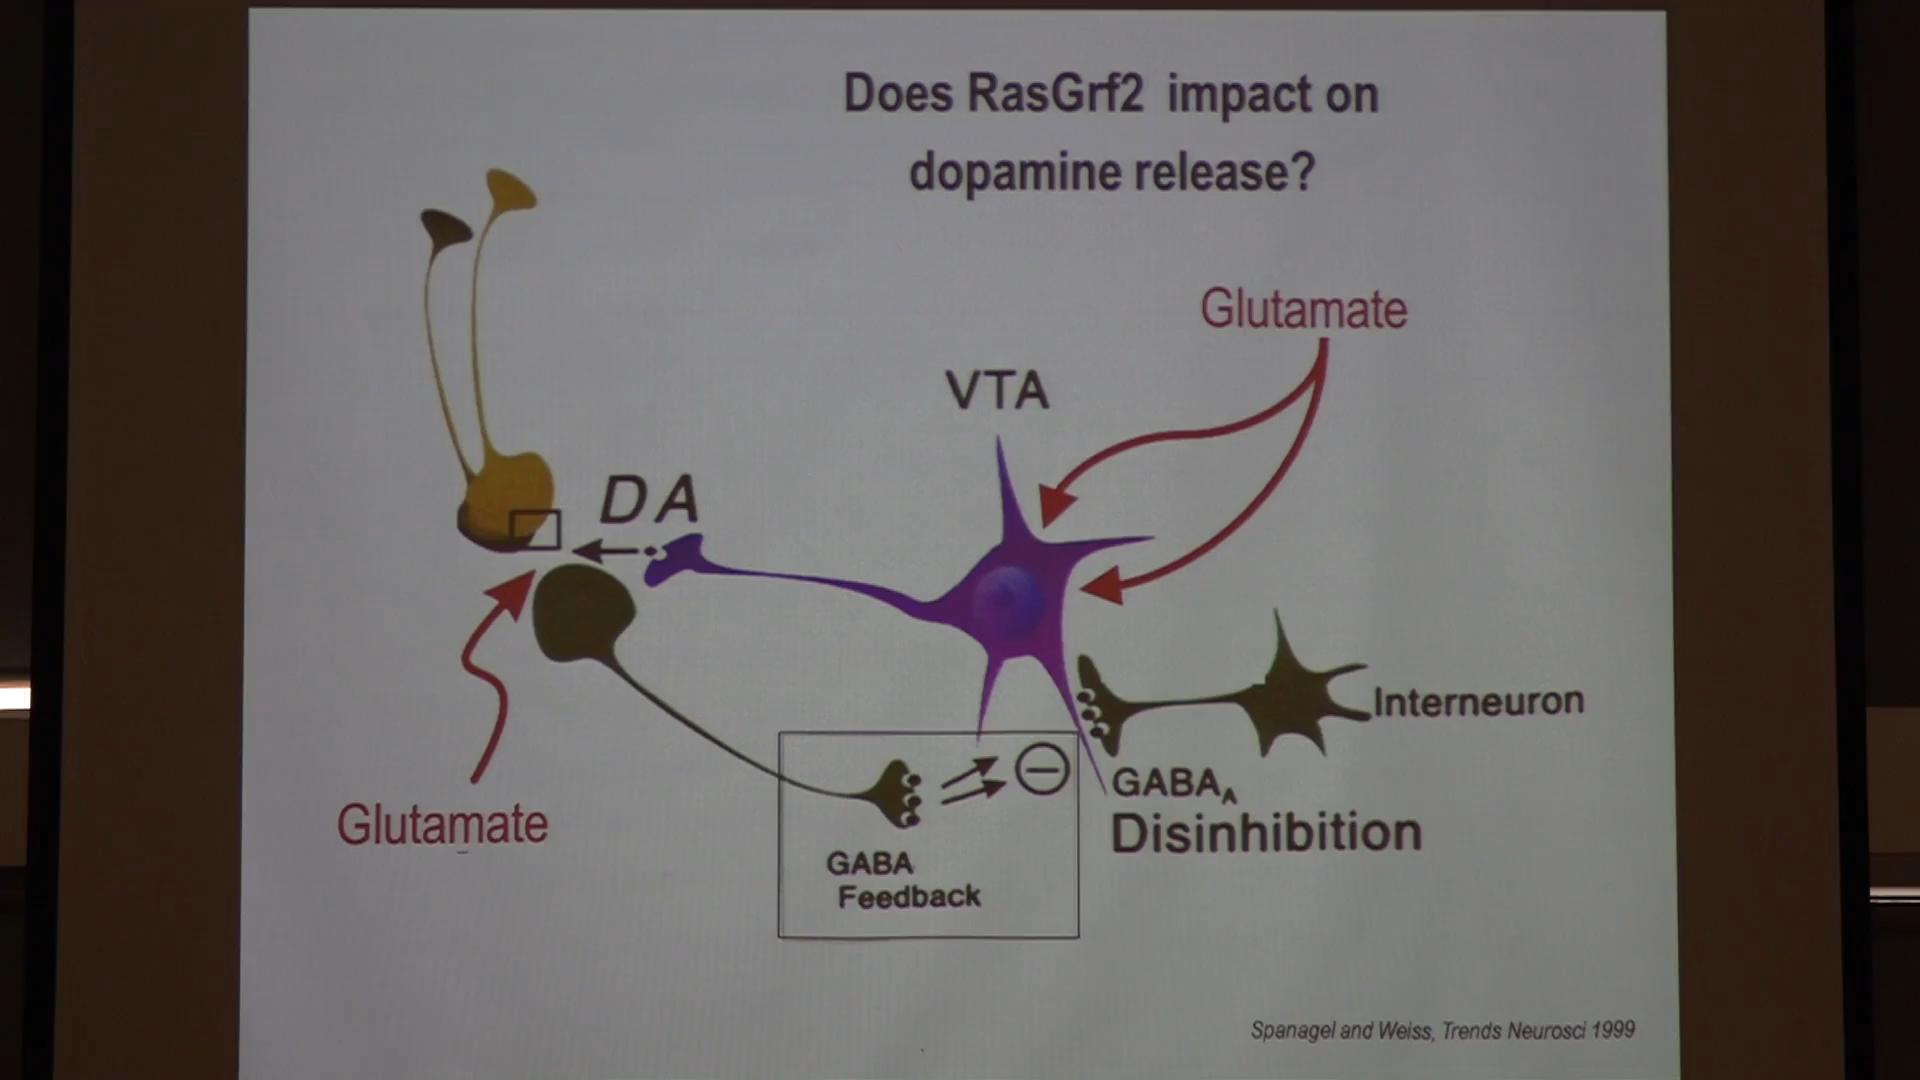 Does RasGrf2 impact on
dopamine release?
Glutamate
VTA
DA
Interneuron
GABAA
Disinhibition
Glutamate
GABA
Feedback
Spanagel and Weiss, Trends Neurosci 1999